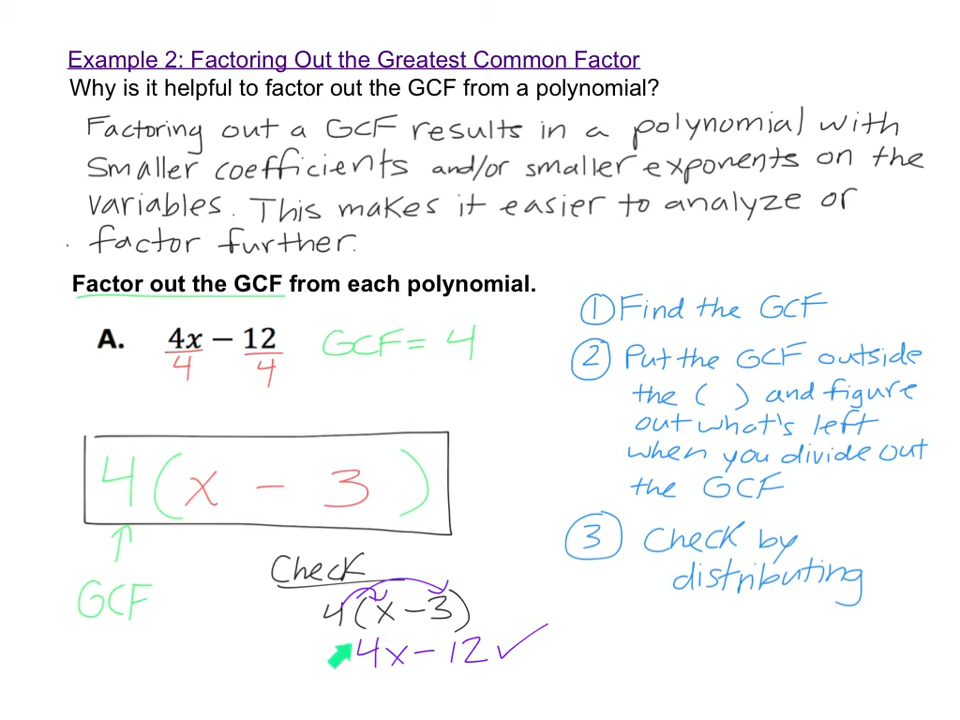 Example 2: Factoring Out the Greatest Common Factor
Why is it helpful to factor out the GCF from a polynomial?
Factoring out a GCF results in a polynomial with
smaller coefficients and/or smaller exponents on the
variables. This makes it easier to analyze or
factor further.
Factor out the GCF from each polynomial.
A. 4x − 12 GCF = 4
4 4
4(x − 3)
↑
GCF
Check
4(x − 3)
4x − 12 ✓
① Find the GCF
② Put the GCF outside
the ( ) and figure
out what's left
when you divide out
the GCF
③ Check by
distributing